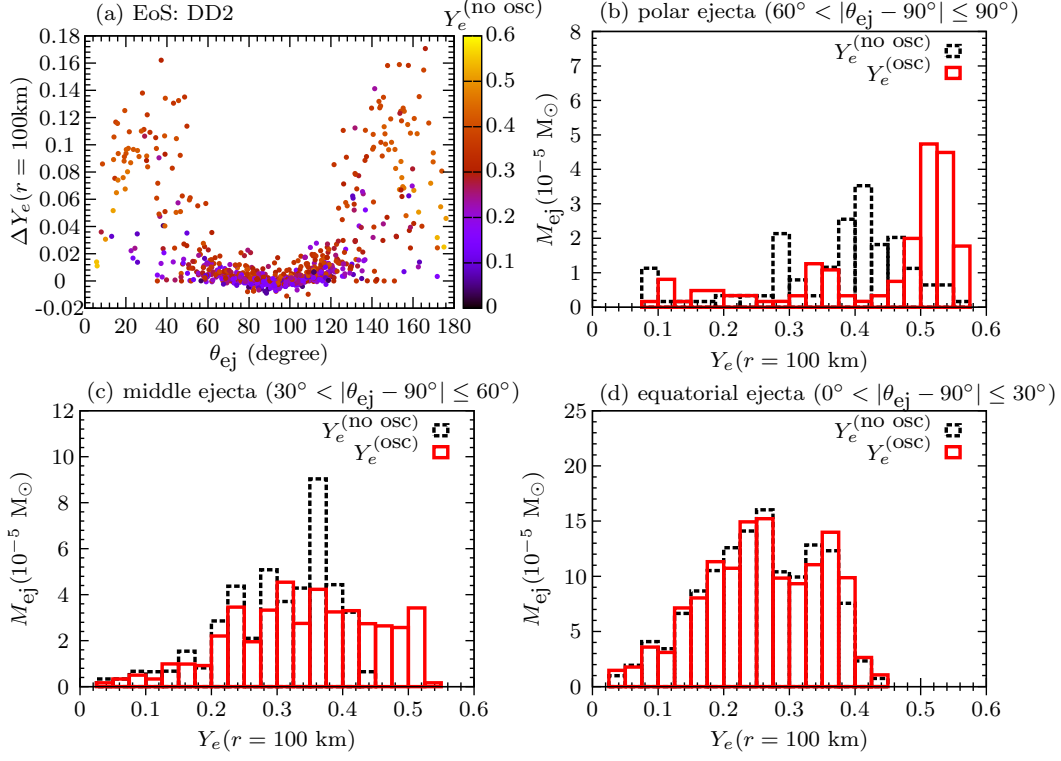 (a) EoS: DD2
Y_e^(no osc)
ΔY_e(r = 100km)
0.18
0.16
0.14
0.12
0.1
0.08
0.06
0.04
0.02
0
-0.02
0 20 40 60 80 100 120 140 160 180
θ_ej (degree)
0.6
0.5
0.4
0.3
0.2
0.1
0
(b) polar ejecta (60° < |θ_ej − 90°| ≤ 90°)
Y_e^(no osc)
Y_e^(osc)
M_ej(10^−5 M_⊙)
8
7
6
5
4
3
2
1
0
0 0.1 0.2 0.3 0.4 0.5 0.6
Y_e(r = 100 km)
(c) middle ejecta (30° < |θ_ej − 90°| ≤ 60°)
Y_e^(no osc)
Y_e^(osc)
M_ej(10^−5 M_⊙)
12
10
8
6
4
2
0
0 0.1 0.2 0.3 0.4 0.5 0.6
Y_e(r = 100 km)
(d) equatorial ejecta (0° < |θ_ej − 90°| ≤ 30°)
Y_e^(no osc)
Y_e^(osc)
M_ej(10^−5 M_⊙)
25
20
15
10
5
0
0 0.1 0.2 0.3 0.4 0.5 0.6
Y_e(r = 100 km)